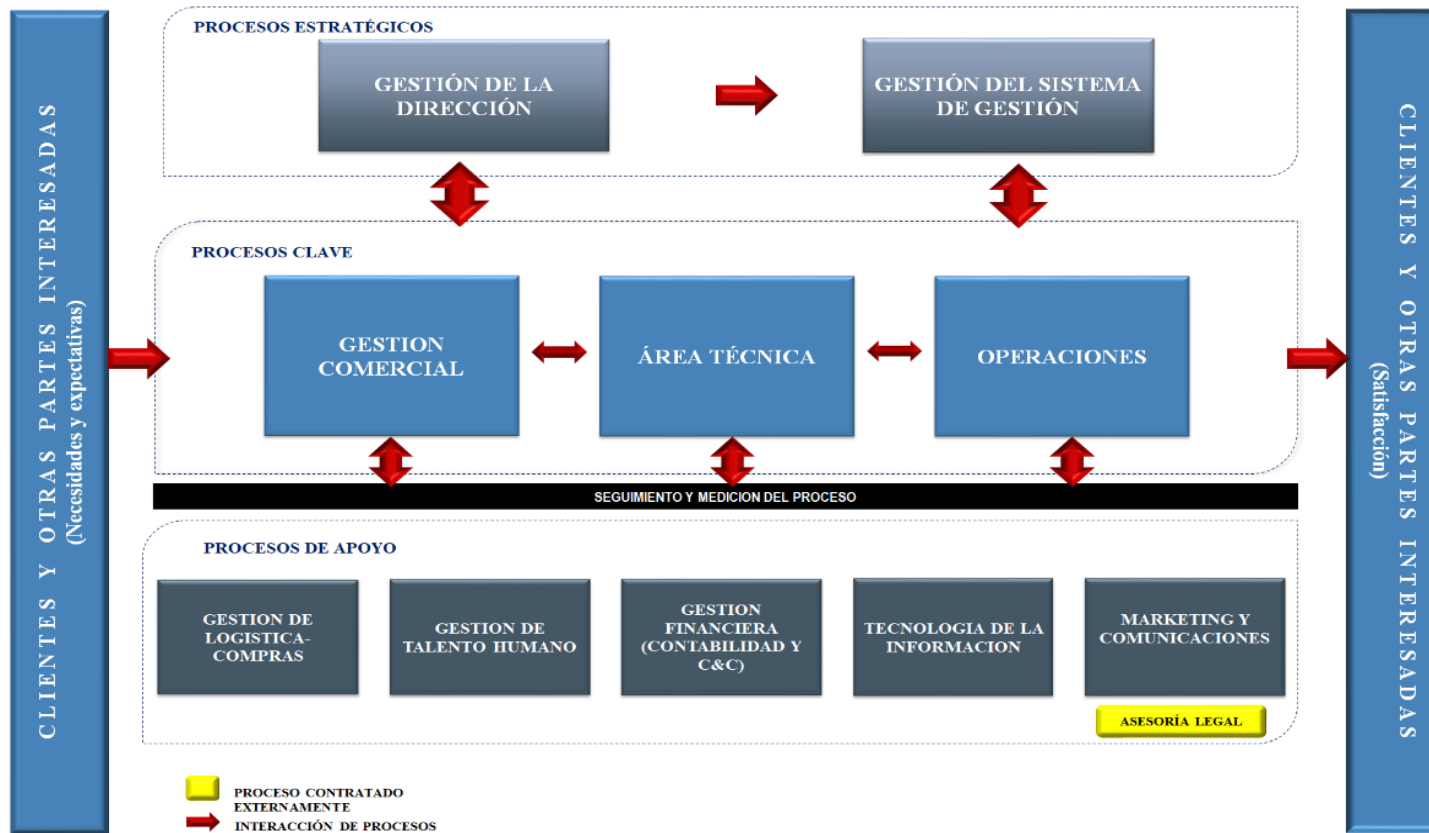 CLIENTES Y OTRAS PARTES INTERESADAS
(Necesidades y expectativas)
PROCESOS ESTRATÉGICOS
GESTIÓN DE LA
DIRECCIÓN
GESTIÓN DEL SISTEMA
DE GESTIÓN
PROCESOS CLAVE
GESTION
COMERCIAL
ÁREA TÉCNICA
OPERACIONES
SEGUIMIENTO Y MEDICION DEL PROCESO
PROCESOS DE APOYO
GESTION DE
LOGISTICA-
COMPRAS
GESTION DE
TALENTO HUMANO
GESTION
FINANCIERA
(CONTABILIDAD Y
C&C)
TECNOLOGIA DE LA
INFORMACION
MARKETING Y
COMUNICACIONES
ASESORÍA LEGAL
PROCESO CONTRATADO
EXTERNAMENTE
INTERACCIÓN DE PROCESOS
CLIENTES Y OTRAS PARTES INTERESADAS
(Satisfacción)